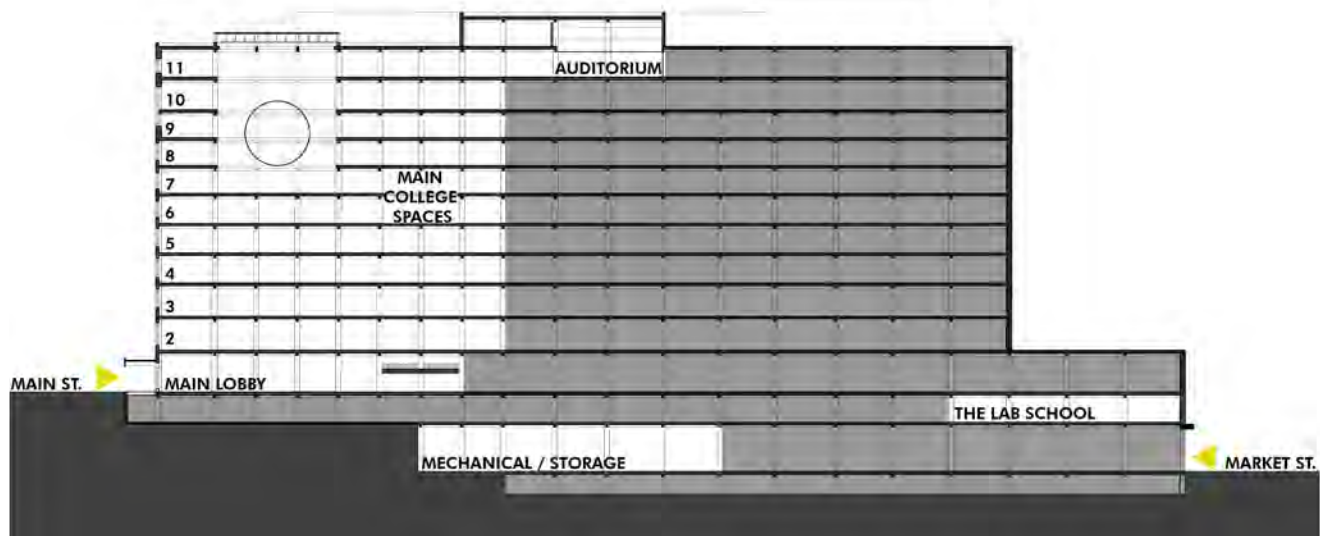 11
AUDITORIUM
10
9
8
7
MAIN
COLLEGE
SPACES
6
5
4
3
2
MAIN ST.
MAIN LOBBY
THE LAB SCHOOL
MECHANICAL / STORAGE
MARKET ST.